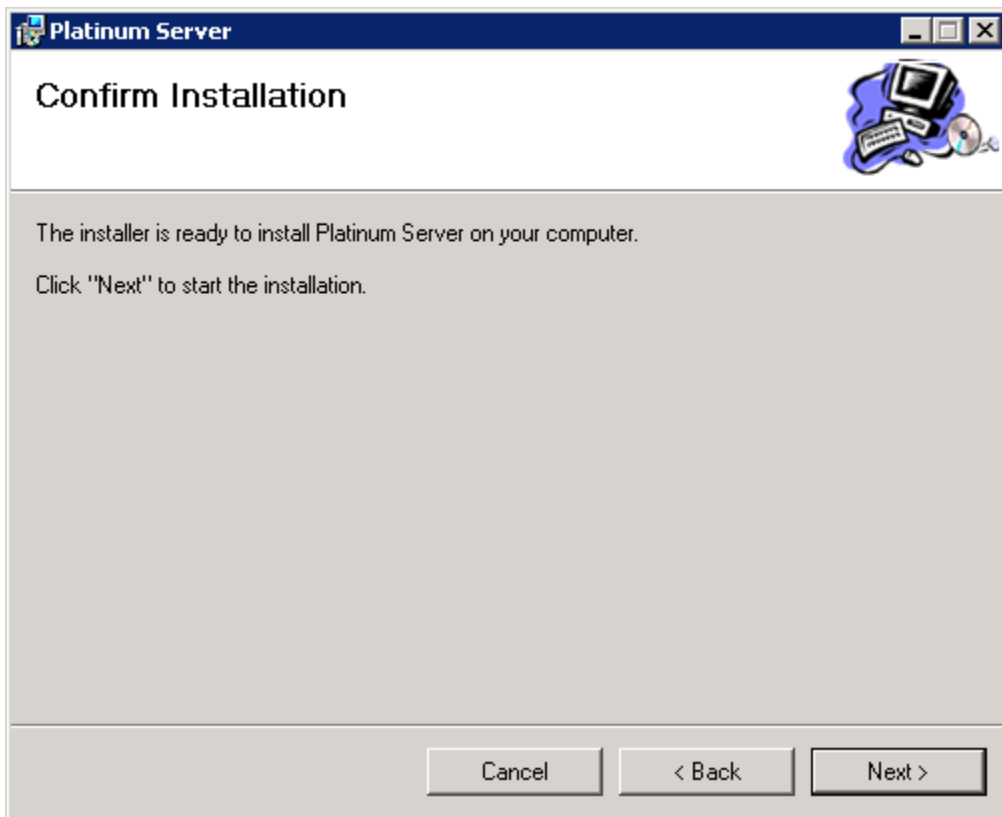 Platinum Server
Confirm Installation
The installer is ready to install Platinum Server on your computer.
Click "Next" to start the installation.
Cancel
< Back
Next >